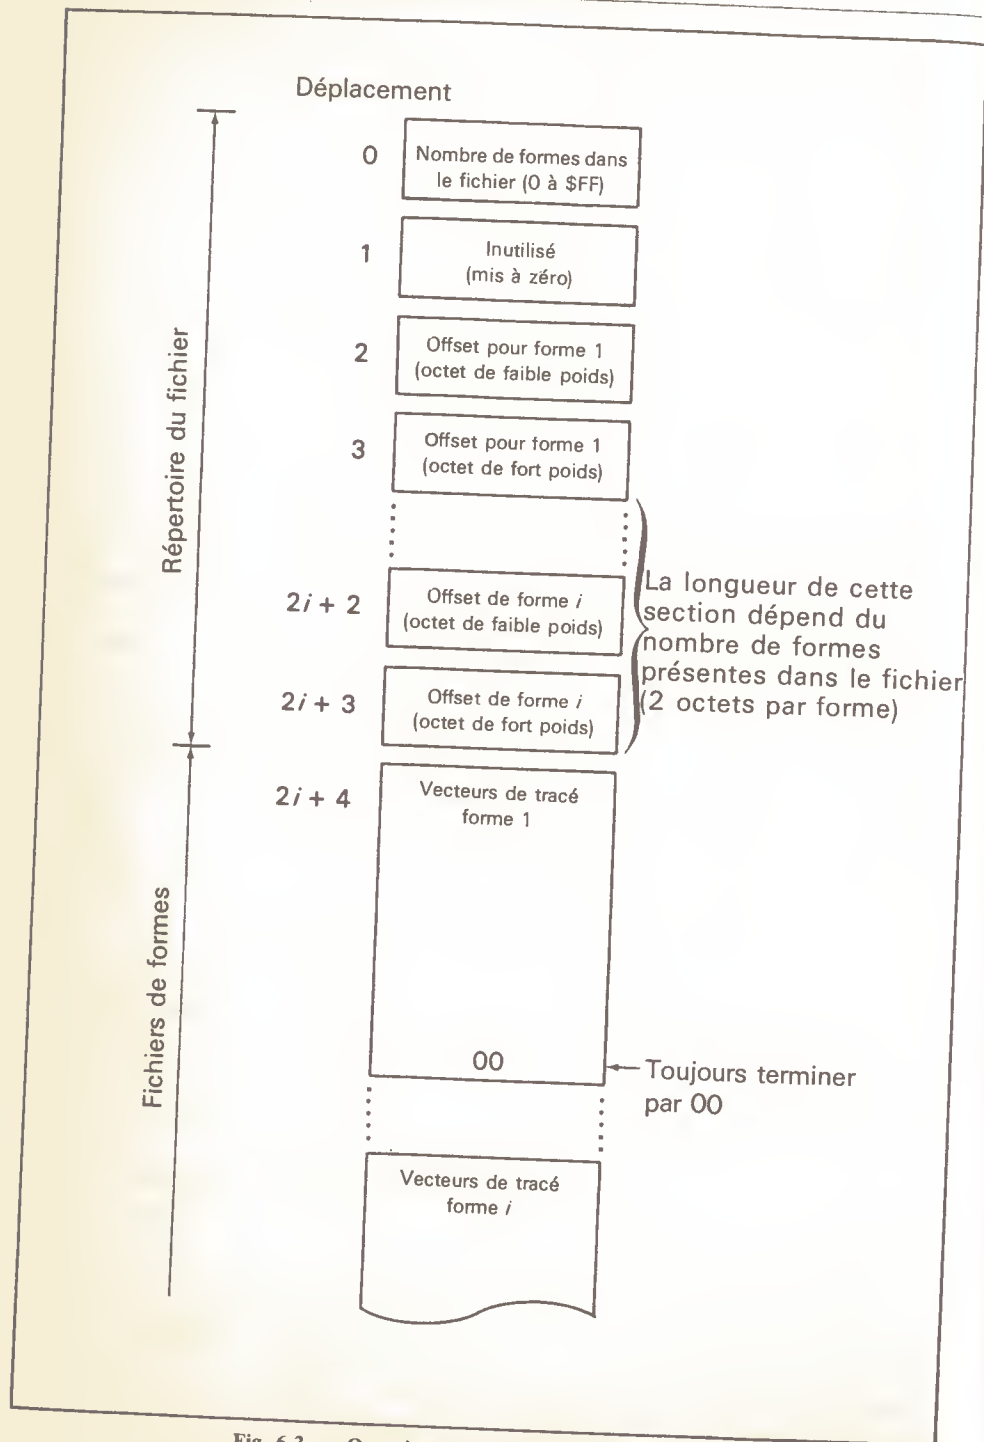 Déplacement
0
Nombre de formes dans
le fichier (0 à $FF)
1
Inutilisé
(mis à zéro)
2
Offset pour forme 1
(octet de faible poids)
3
Offset pour forme 1
(octet de fort poids)
Répertoire du fichier
2i + 2
Offset de forme i
(octet de faible poids)
2i + 3
Offset de forme i
(octet de fort poids)
La longueur de cette
section dépend du
nombre de formes
présentes dans le fichier
(2 octets par forme)
2i + 4
Vecteurs de tracé
forme 1
Fichiers de formes
00
Toujours terminer
par 00
Vecteurs de tracé
forme i
Fig. 6.2